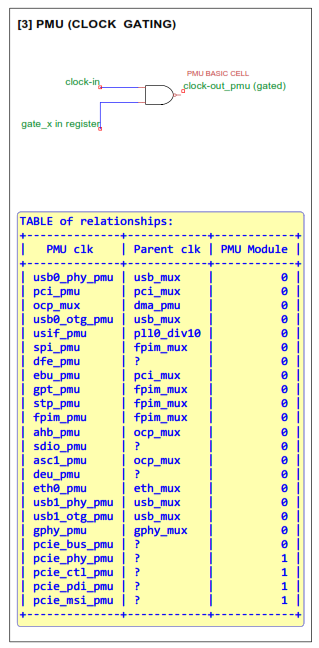 [3] PMU (CLOCK GATING)
PMU BASIC CELL
clock-in
clock-out_pmu (gated)
gate_x in register
TABLE of relationships:
+--------------+------------+------------+
| PMU clk | Parent clk | PMU Module |
+--------------+------------+------------+
| usb0_phy_pmu | usb_mux | 0 |
| pci_pmu | pci_mux | 0 |
| ocp_mux | dma_pmu | 0 |
| usb0_otg_pmu | usb_mux | 0 |
| usif_pmu | pll0_div10 | 0 |
| spi_pmu | fpim_mux | 0 |
| dfe_pmu | ? | 0 |
| ebu_pmu | pci_mux | 0 |
| gpt_pmu | fpim_mux | 0 |
| stp_pmu | fpim_mux | 0 |
| fpim_pmu | fpim_mux | 0 |
| ahb_pmu | ocp_mux | 0 |
| sdio_pmu | ? | 0 |
| asc1_pmu | ocp_mux | 0 |
| deu_pmu | ? | 0 |
| eth0_pmu | eth_mux | 0 |
| usb1_phy_pmu | usb_mux | 0 |
| usb1_otg_pmu | usb_mux | 0 |
| gphy_pmu | gphy_mux | 0 |
| pcie_bus_pmu | ? | 0 |
| pcie_phy_pmu | ? | 1 |
| pcie_ctl_pmu | ? | 1 |
| pcie_pdi_pmu | ? | 1 |
| pcie_msi_pmu | ? | 1 |
+--------------+------------+------------+